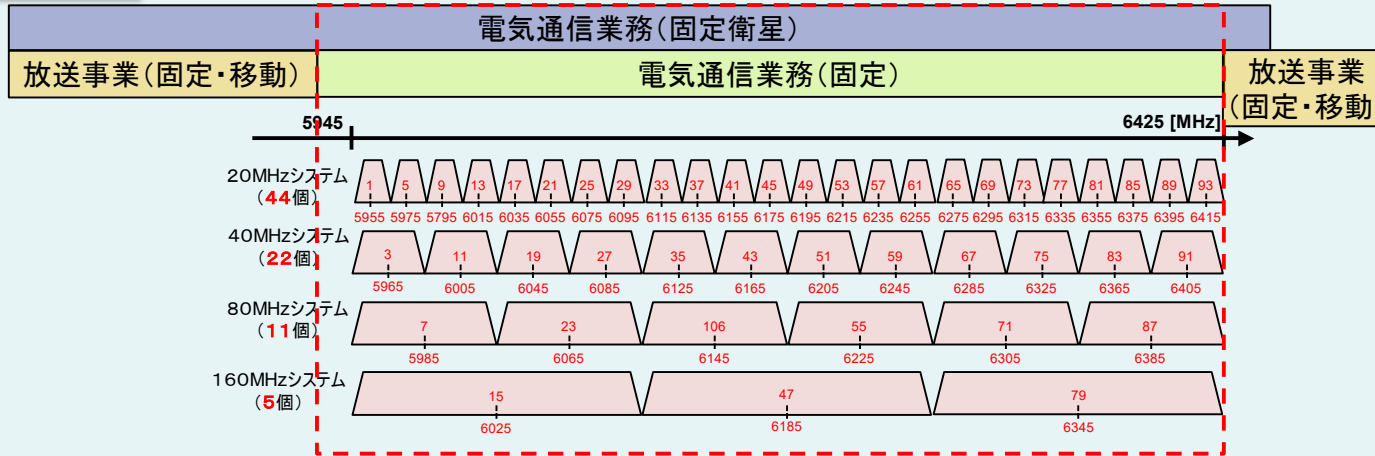 電気通信業務(固定衛星)
放送事業(固定・移動)
電気通信業務(固定)
放送事業
(固定・移動
5945
6425 [MHz]
20MHzシステム
(44個)
1 5 9 13 17 21 25 29 33 37 41 45 49 53 57 61 65 69 73 77 81 85 89 93
5955 5975 5795 6015 6035 6055 6075 6095 6115 6135 6155 6175 6195 6215 6235 6255 6275 6295 6315 6335 6355 6375 6395 6415
40MHzシステム
(22個)
3 11 19 27 35 43 51 59 67 75 83 91
5965 6005 6045 6085 6125 6165 6205 6245 6285 6325 6365 6405
80MHzシステム
(11個)
7 23 106 55 71 87
5985 6065 6145 6225 6305 6385
160MHzシステム
(5個)
15 47 79
6025 6185 6345